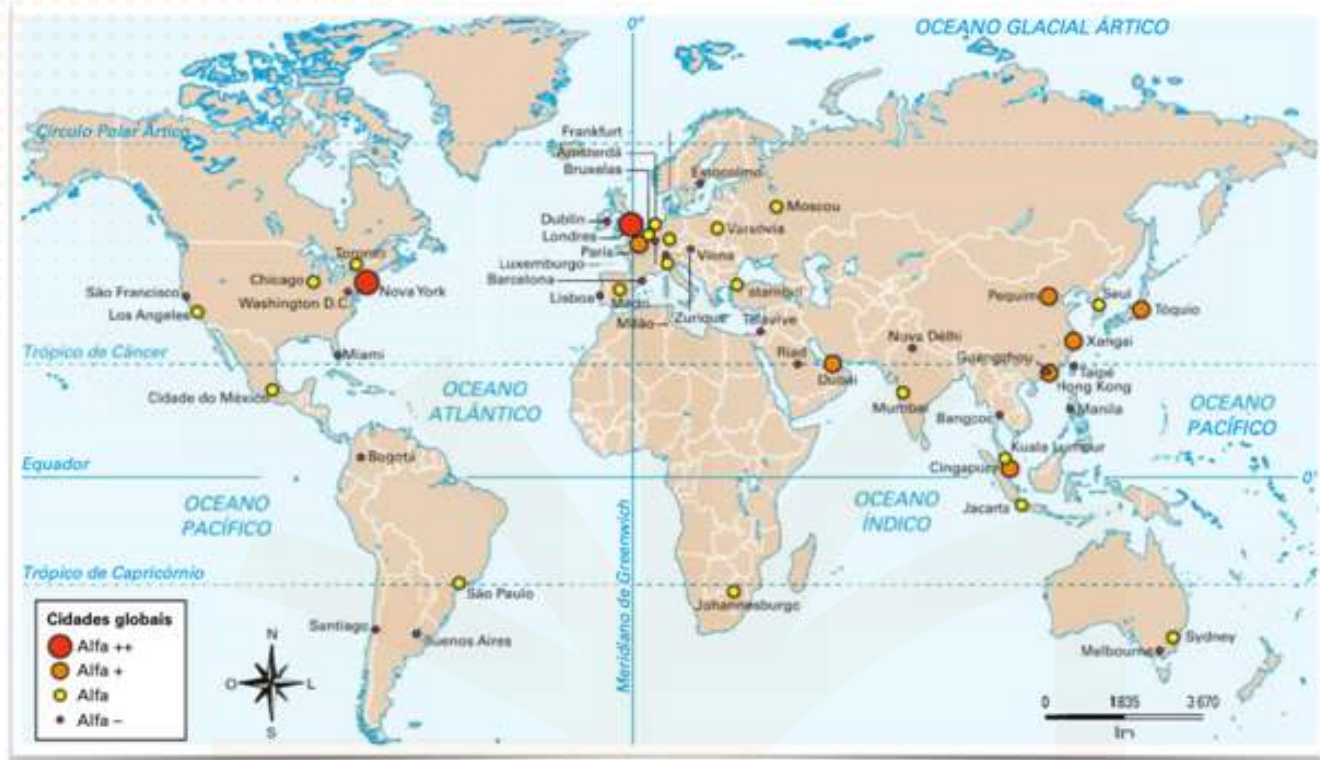 0°
OCEANO GLACIAL ÁRTICO
Círculo Polar Ártico
Frankfurt
Amsterdã
Bruxelas
Estocolmo
Moscou
Dublin
Londres
Varsóvia
Paris
Viena
Luxemburgo
Toronto
Chicago
Nova York
Barcelona
Istambul
Pequim
Seul
Tóquio
São Francisco
Washington D.C.
Lisboa
Los Angeles
Milão
Zurique
Nova Délhi
Xangai
Trópico de Câncer
Miami
Riad
Guangzhou
Taipé
Dubai
Hong Kong
Cidade do México
OCEANO
ATLÂNTICO
Mumbai
Bangcoc
Manila
OCEANO
PACÍFICO
Bogotá
Kuala Lumpur
Equador
Cingapura
0°
OCEANO
PACÍFICO
OCEANO
ÍNDICO
Jacarta
Meridiano de Greenwich
Trópico de Capricórnio
São Paulo
Johannesburgo
Santiago
Buenos Aires
Sydney
Melbourne
Cidades globais
Alfa ++
Alfa +
Alfa
Alfa –
N
O
L
S
0
1835
3 670